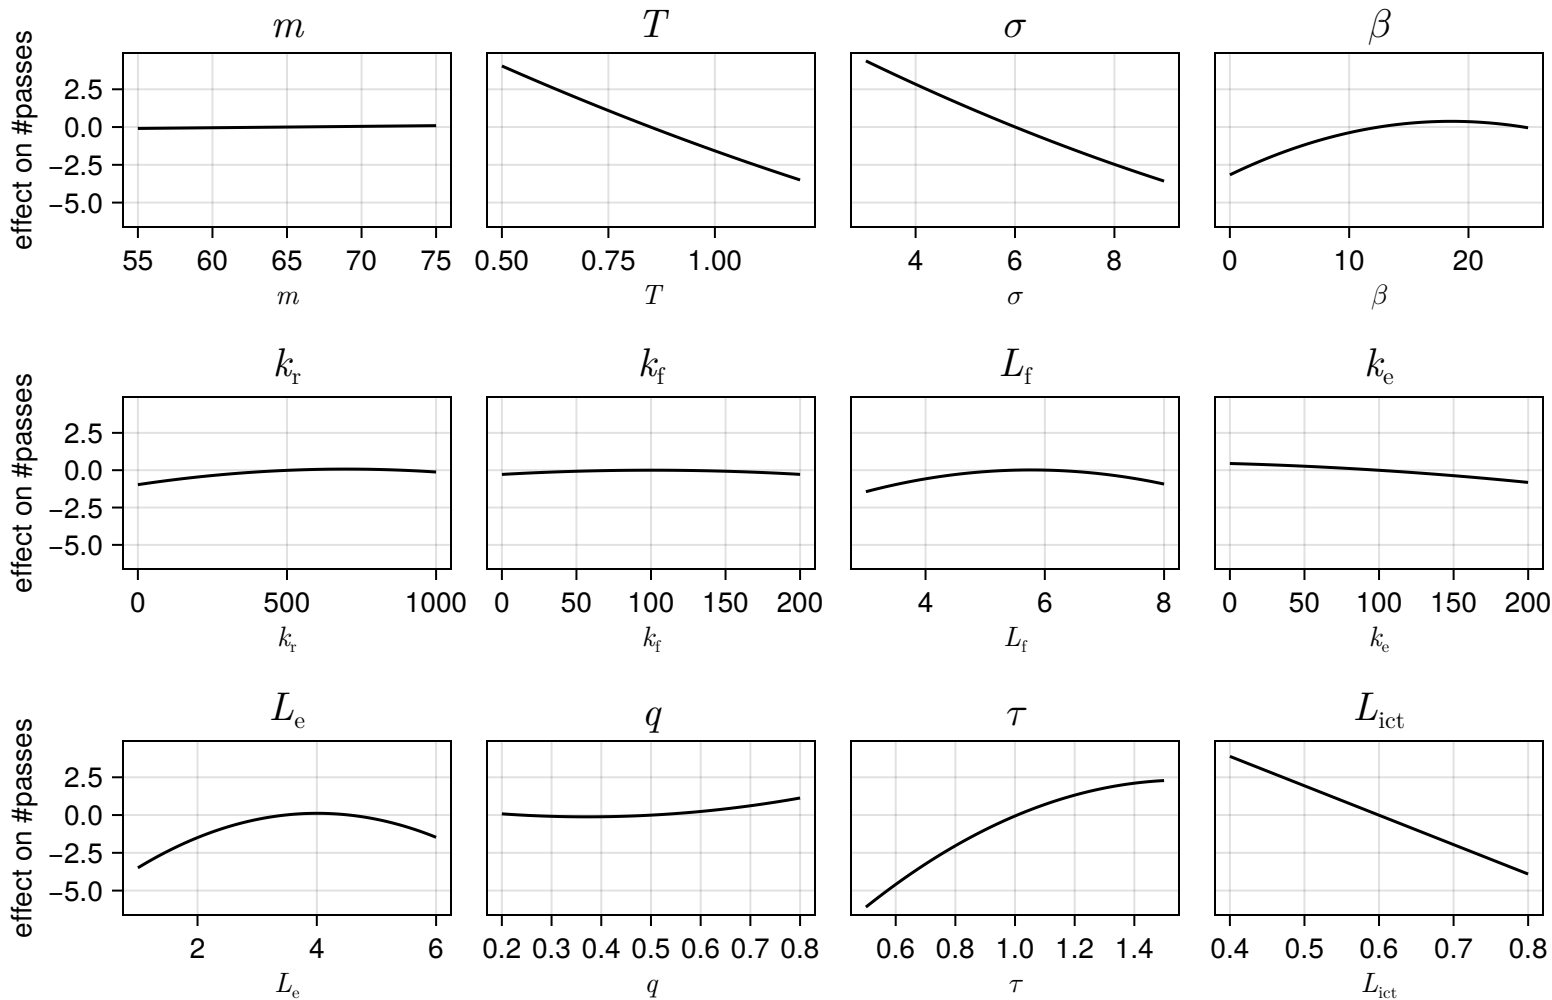 m T σ β
effect on #passes
2.5
0.0
−2.5
−5.0
55 60 65 70 75 0.50 0.75 1.00 4 6 8 0 10 20
m T σ β
k_r k_f L_f k_e
effect on #passes
2.5
0.0
−2.5
−5.0
0 500 1000 0 50 100 150 200 4 6 8 0 50 100 150 200
k_r k_f L_f k_e
L_e q τ L_ict
effect on #passes
2.5
0.0
−2.5
−5.0
2 4 6 0.2 0.3 0.4 0.5 0.6 0.7 0.8 0.6 0.8 1.0 1.2 1.4 0.4 0.5 0.6 0.7 0.8
L_e q τ L_ict